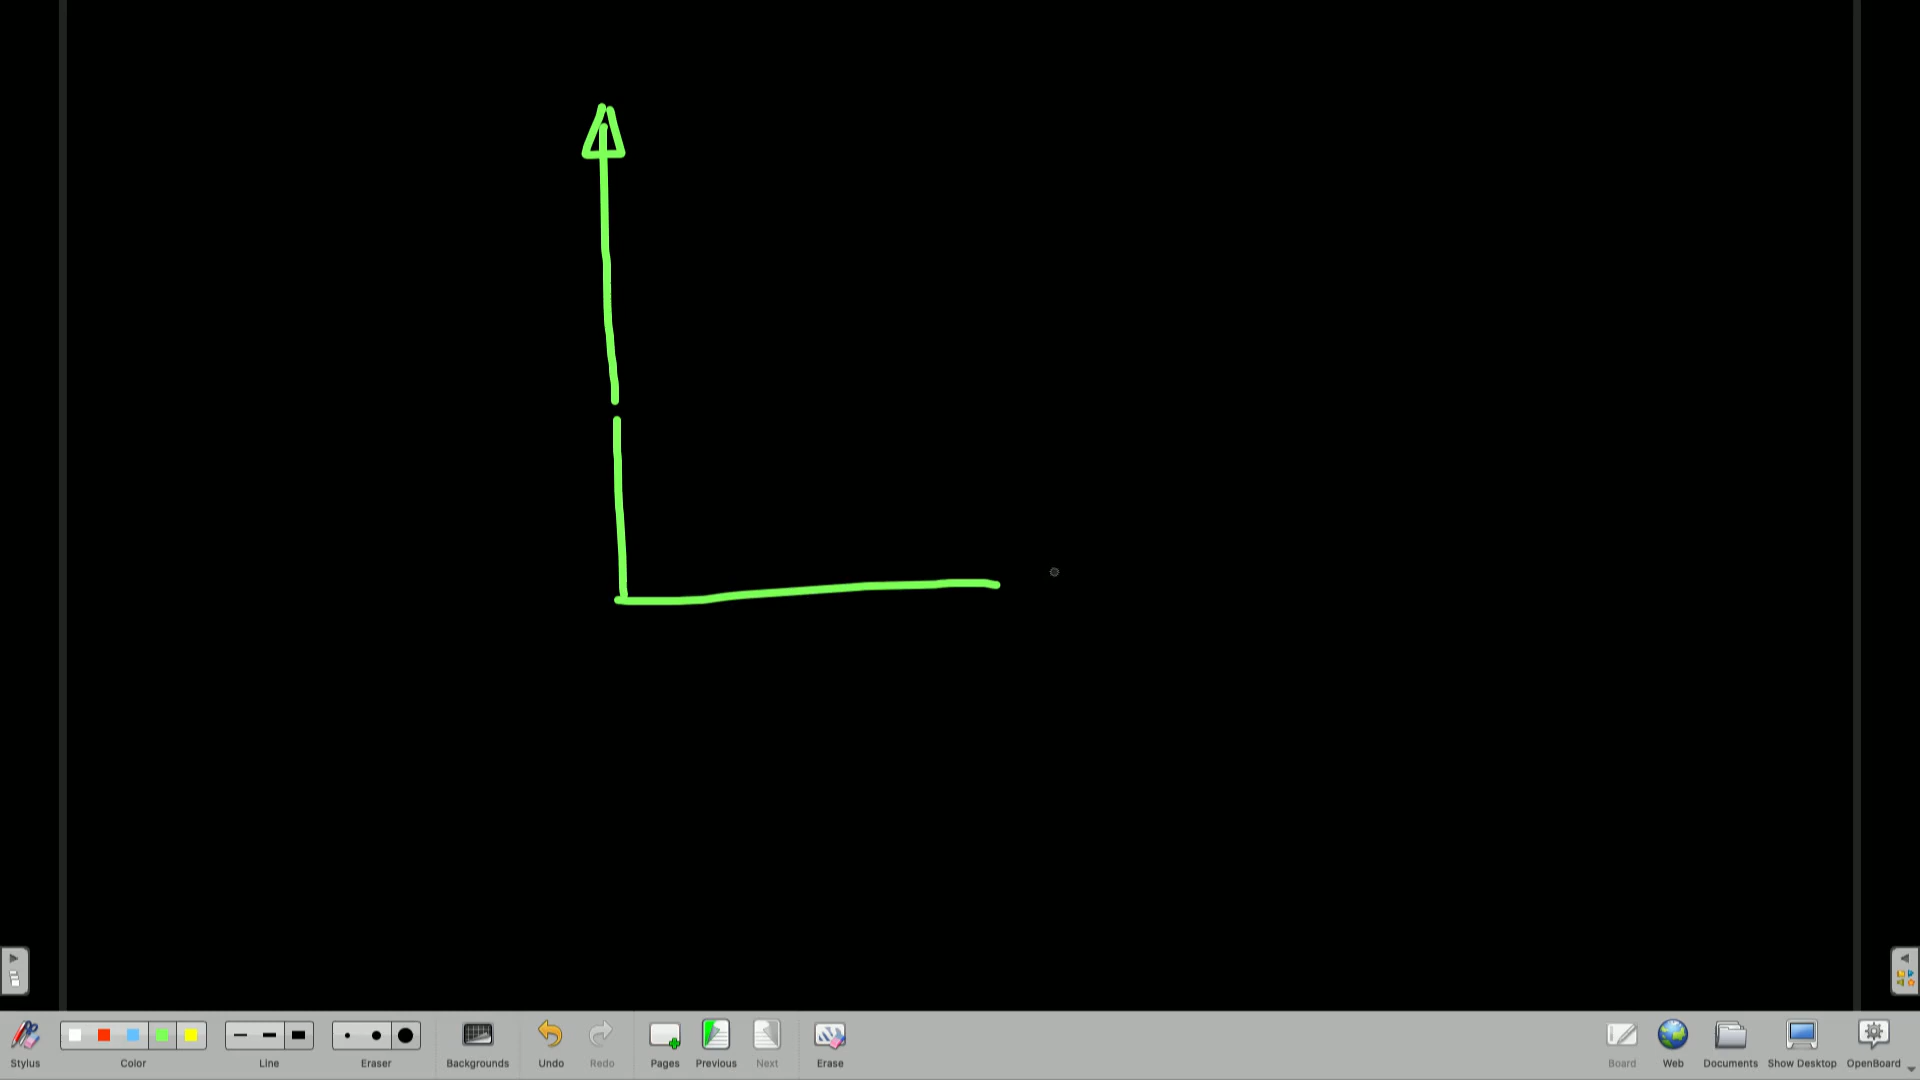 Stylus
Color
Line
Eraser
Backgrounds
Undo
Redo
Pages
Previous
Next
Erase
Board
Web
Documents
Show Desktop
OpenBoard